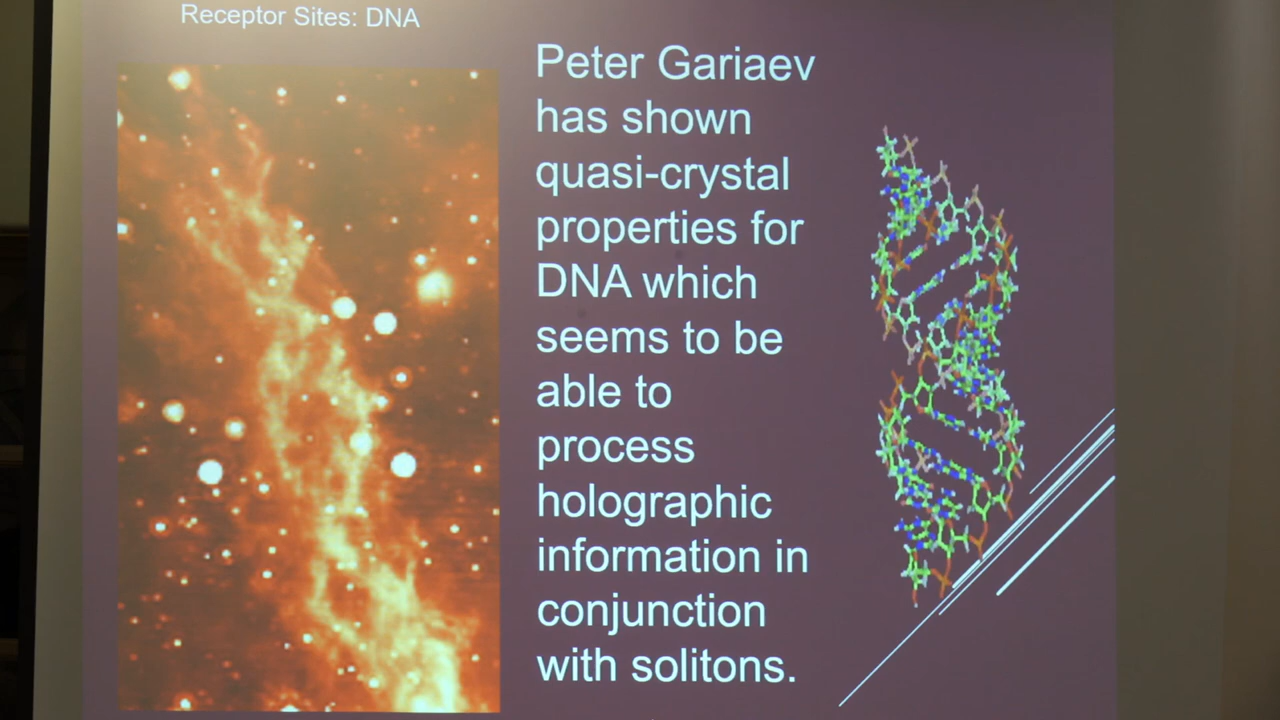 Receptor Sites: DNA
Peter Gariaev
has shown
quasi-crystal
properties for
DNA which
seems to be
able to
process
holographic
information in
conjunction
with solitons.